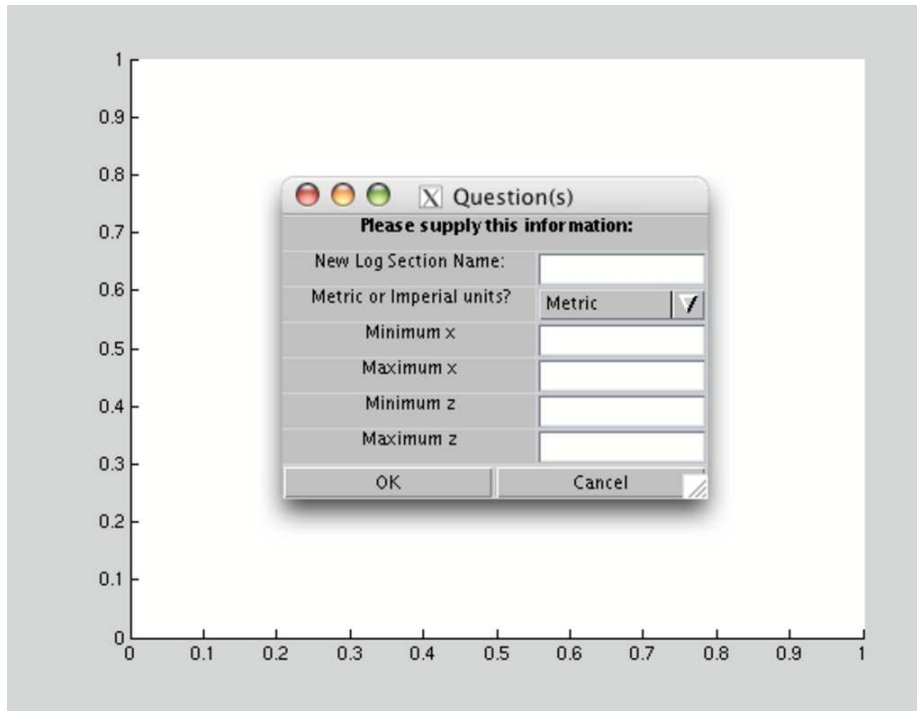 1
0.9
0.8
X Question(s)
Please supply this information:
0.7
New Log Section Name:
0.6
Metric or Imperial units? Metric
Minimum x
0.5
Maximum x
0.4
Minimum z
Maximum z
0.3
OK Cancel
0.2
0.1
0
0 0.1 0.2 0.3 0.4 0.5 0.6 0.7 0.8 0.9 1